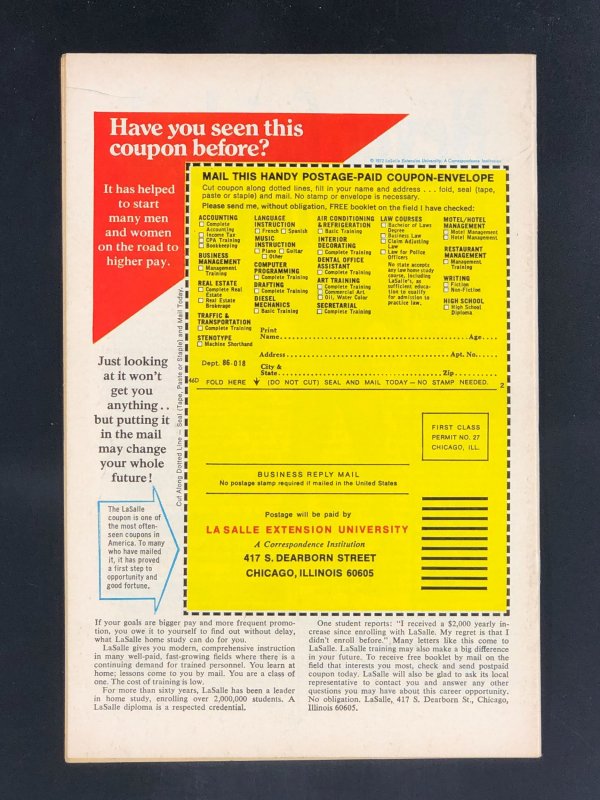 Have you seen this
coupon before?
© 1972 LaSalle Extension University, A Correspondence Institution
It has helped
to start
many men
and women
on the road to
higher pay.
MAIL THIS HANDY POSTAGE-PAID COUPON-ENVELOPE
Cut coupon along dotted lines, fill in your name and address . . . fold, seal (tape,
paste or staple) and mail. No stamp or envelope is necessary.
Please send me, without obligation, FREE booklet on the field I have checked:
ACCOUNTING
Complete
Accounting
Income Tax
CPA Training
Bookkeeping
BUSINESS
MANAGEMENT
Management
Training
REAL ESTATE
Complete Real
Estate
Real Estate
Brokerage
TRAFFIC &
TRANSPORTATION
Complete Training
STENOTYPE
Machine Shorthand
LANGUAGE
INSTRUCTION
French Spanish
MUSIC
INSTRUCTION
Piano Guitar
Other
COMPUTER
PROGRAMMING
Complete Training
DRAFTING
Complete Training
DIESEL
MECHANICS
Basic Training
AIR CONDITIONING
& REFRIGERATION
Basic Training
INTERIOR
DECORATING
Complete Training
DENTAL OFFICE
ASSISTANT
Complete Training
ART TRAINING
Complete Training
Commercial Art
Oil, Water Color
SECRETARIAL
Complete Training
LAW COURSES
Bachelor of Laws
Degree
Business Law
Claim Adjusting
Law
Law for Police
Officers
No state accepts
any law home study
course, including
LaSalle's, as
sufficient educa-
tion to qualify
for admission to
practice law.
MOTEL/HOTEL
MANAGEMENT
Motel Management
Hotel Management
RESTAURANT
MANAGEMENT
Management
Training
WRITING
Fiction
Non-Fiction
HIGH SCHOOL
High School
Diploma
Print
Name.......... Age....
Address.......... Apt. No....
Dept. 86-018
City &
State.......... Zip..........
46D FOLD HERE (DO NOT CUT) SEAL AND MAIL TODAY—NO STAMP NEEDED. 2
Cut Along Dotted Line — Seal (Tape, Paste or Staple) and Mail Today.
Just looking
at it won't
get you
anything . .
but putting it
in the mail
may change
your whole
future!
The LaSalle
coupon is one of
the most often-
seen coupons in
America. To many
who have mailed
it, it has proved
a first step to
opportunity and
good fortune.
FIRST CLASS
PERMIT NO. 27
CHICAGO, ILL.
BUSINESS REPLY MAIL
No postage stamp required if mailed in the United States
Postage will be paid by
LA SALLE EXTENSION UNIVERSITY
A Correspondence Institution
417 S. DEARBORN STREET
CHICAGO, ILLINOIS 60605
If your goals are bigger pay and more frequent promo-
tion, you owe it to yourself to find out without delay,
what LaSalle home study can do for you.
LaSalle gives you modern, comprehensive instruction
in many well-paid, fast-growing fields where there is a
continuing demand for trained personnel. You learn at
home; lessons come to you by mail. You are a class of
one. The cost of training is low.
For more than sixty years, LaSalle has been a leader
in home study, enrolling over 2,000,000 students. A
LaSalle diploma is a respected credential.
One student reports: "I received a $2,000 yearly in-
crease since enrolling with LaSalle. My regret is that I
didn't enroll before." Many letters like this come to
LaSalle. LaSalle training may also make a big difference
in your future. To receive free booklet by mail on the
field that interests you most, check and send postpaid
coupon today. LaSalle will also be glad to ask its local
representative to contact you and answer any other
questions you may have about this career opportunity.
No obligation. LaSalle, 417 S. Dearborn St., Chicago,
Illinois 60605.